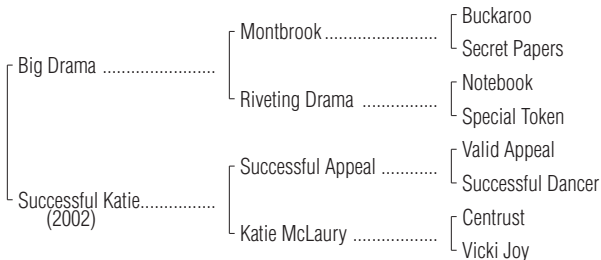 Buckaroo
Montbrook........................
Secret Papers
Big Drama ........................
Notebook
Riveting Drama ................
Special Token
Valid Appeal
Successful Appeal ............
Successful Dancer
Successful Katie................
(2002)
Centrust
Katie McLaury ..................
Vicki Joy